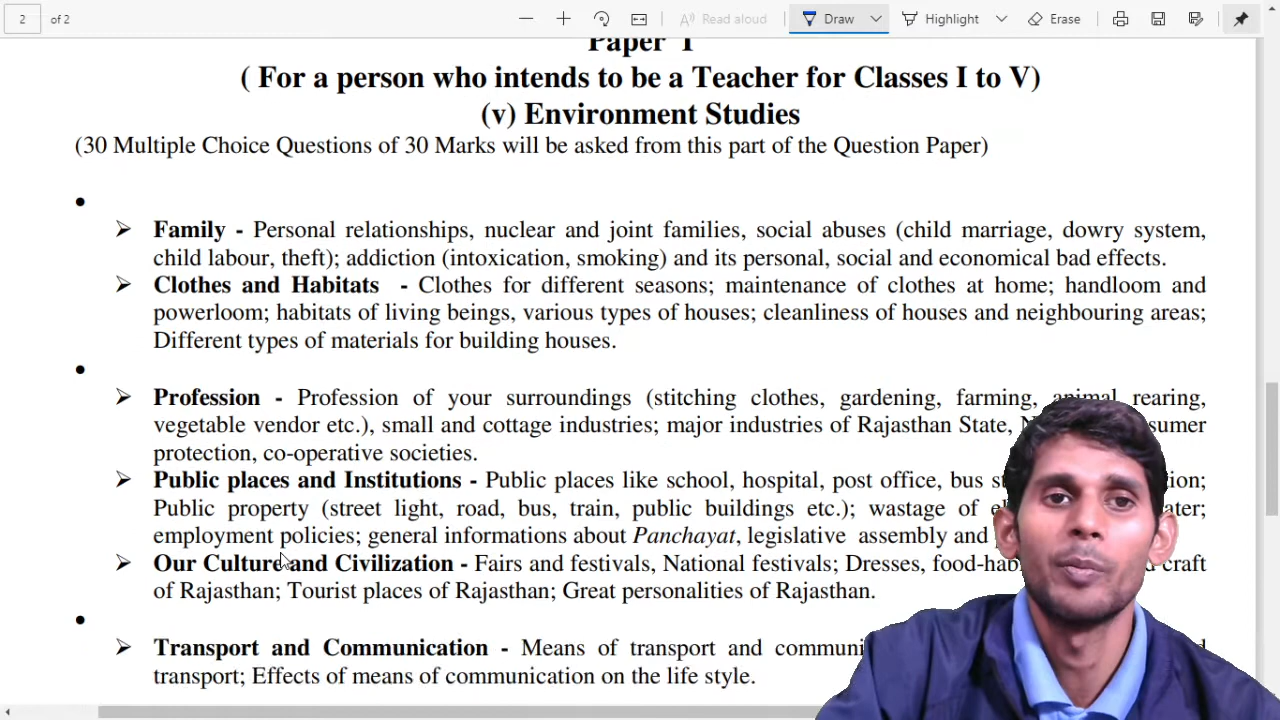 2 of 2 Read aloud Draw Highlight Erase
Paper I
( For a person who intends to be a Teacher for Classes I to V)
(v) Environment Studies
(30 Multiple Choice Questions of 30 Marks will be asked from this part of the Question Paper)
Family - Personal relationships, nuclear and joint families, social abuses (child marriage, dowry system,
child labour, theft); addiction (intoxication, smoking) and its personal, social and economical bad effects.
Clothes and Habitats - Clothes for different seasons; maintenance of clothes at home; handloom and
powerloom; habitats of living beings, various types of houses; cleanliness of houses and neighbouring areas;
Different types of materials for building houses.
Profession - Profession of your surroundings (stitching clothes, gardening, farming, animal rearing,
vegetable vendor etc.), small and cottage industries; major industries of Rajasthan State,
protection, co-operative societies.
Public places and Institutions - Public places like school, hospital, post office, bus
Public property (street light, road, bus, train, public buildings etc.); wastage of
employment policies; general informations about Panchayat, legislative assembly and
Our Culture and Civilization - Fairs and festivals, National festivals; Dresses, craft
of Rajasthan; Tourist places of Rajasthan; Great personalities of Rajasthan.
Transport and Communication - Means of transport and
transport; Effects of means of communication on the life style.